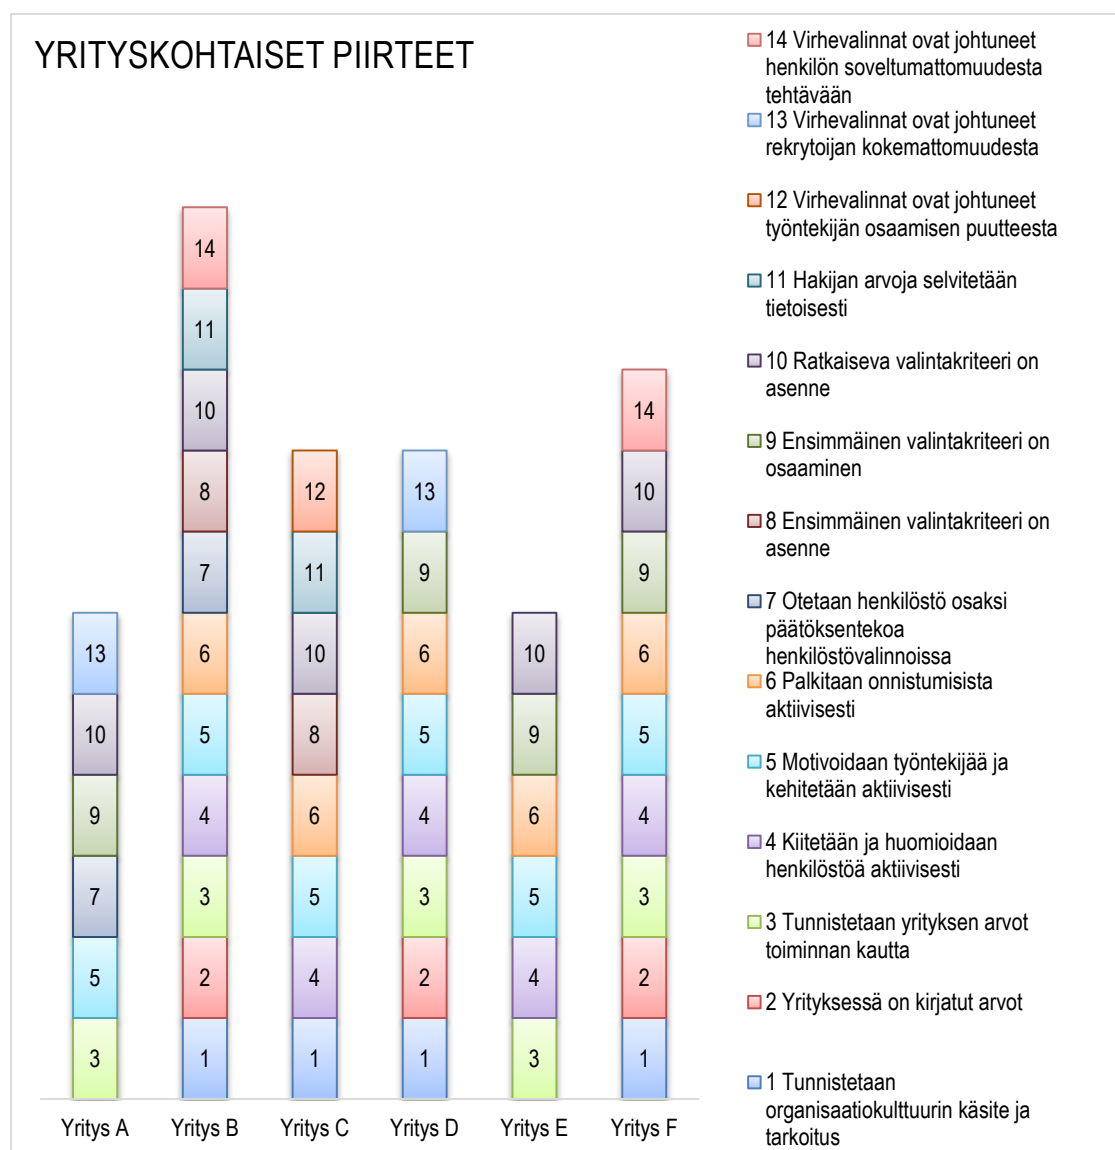 YRITYSKOHTAISET PIIRTEET
14 Virhevalinnat ovat johtuneet
henkilön soveltumattomuudesta
tehtävään
13 Virhevalinnat ovat johtuneet
rekrytoijan kokemattomuudesta
12 Virhevalinnat ovat johtuneet
työntekijän osaamisen puutteesta
11 Hakijan arvoja selvitetään
tietoisesti
10 Ratkaiseva valintakriteeri on
asenne
9 Ensimmäinen valintakriteeri on
osaaminen
8 Ensimmäinen valintakriteeri on
asenne
7 Otetaan henkilöstö osaksi
päätöksentekoa
henkilöstövalinnoissa
6 Palkitaan onnistumisista
aktiivisesti
5 Motivoidaan työntekijää ja
kehitetään aktiivisesti
4 Kiitetään ja huomioidaan
henkilöstöä aktiivisesti
3 Tunnistetaan yrityksen arvot
toiminnan kautta
2 Yrityksessä on kirjatut arvot
1 Tunnistetaan
organisaatiokulttuurin käsite ja
tarkoitus
14
11
10 14
8 12 13 10
7 11 9 9
13 6 10 6 10 6
10 5 8 5 9 5
9 4 6 4 6 4
7 3 5 3 5 3
5 2 4 2 4 2
3 1 1 1 3 1
Yritys A Yritys B Yritys C Yritys D Yritys E Yritys F